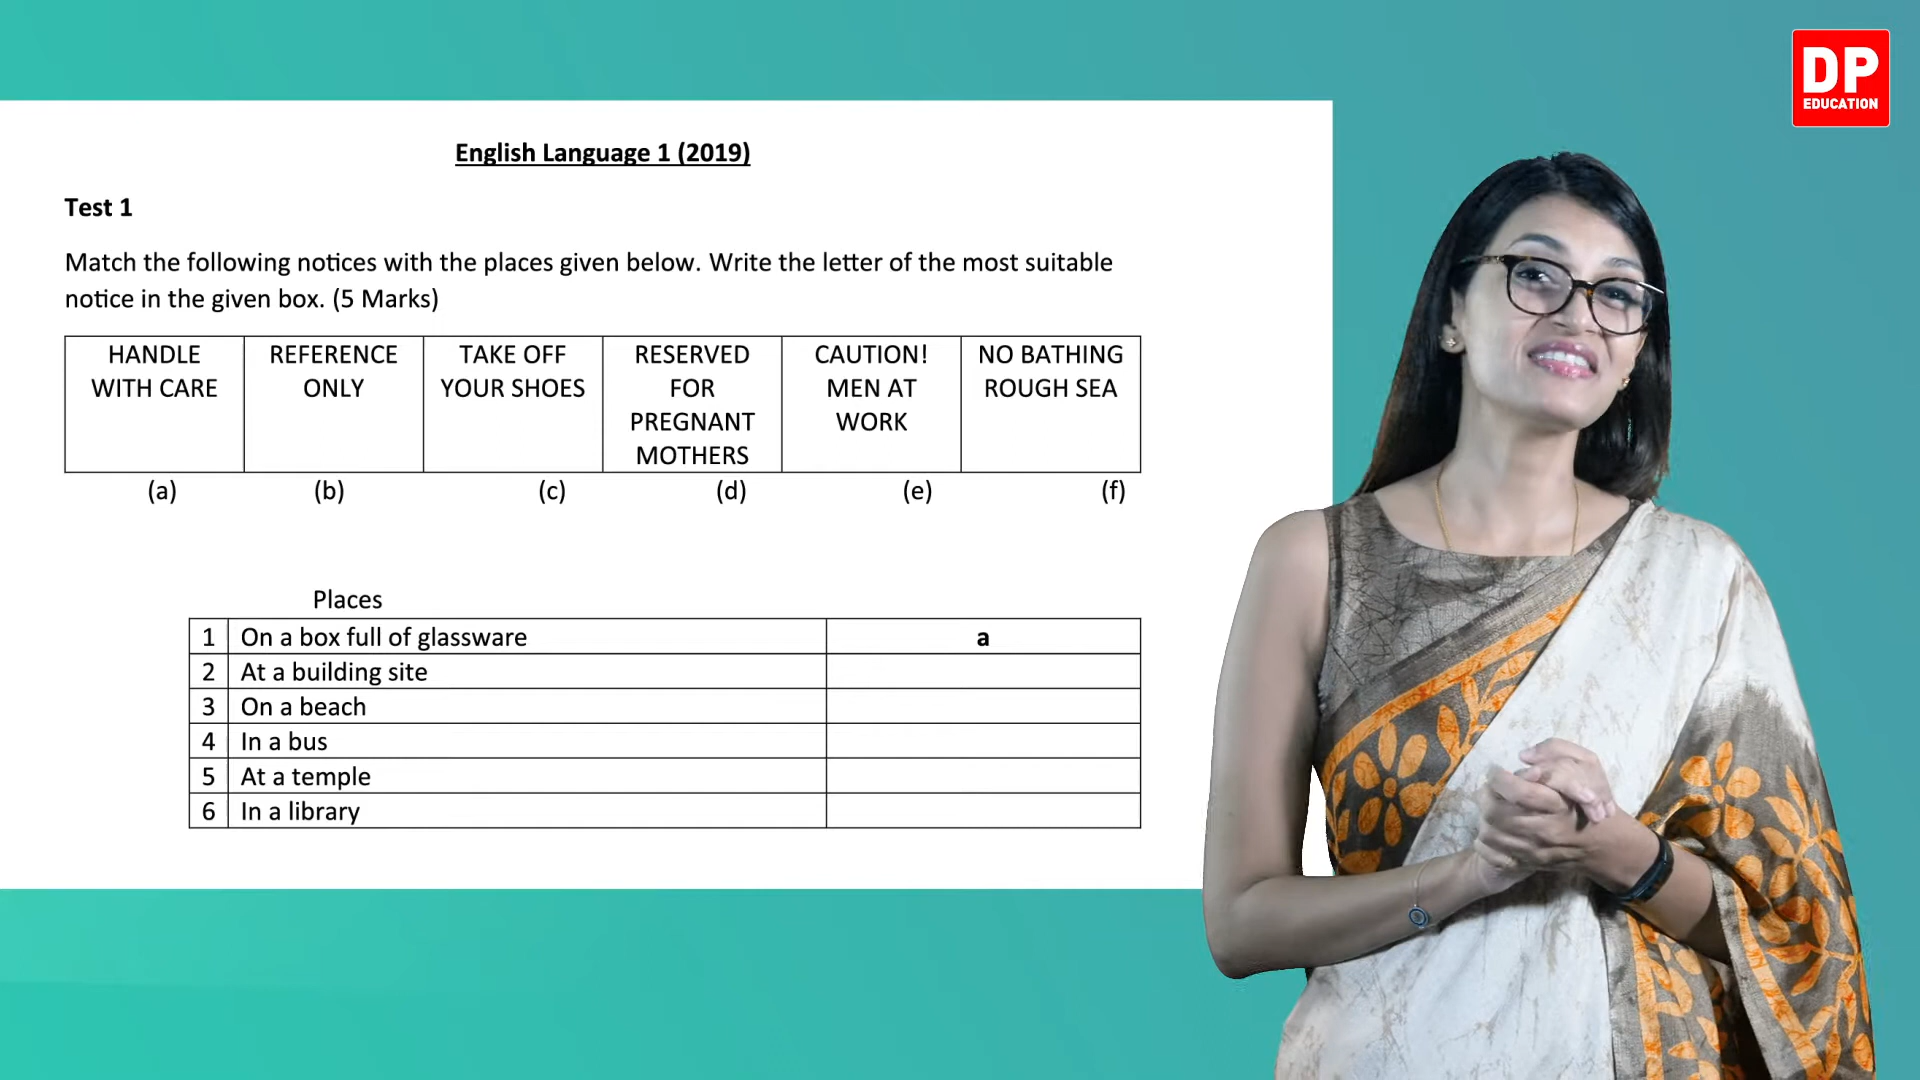 DP
EDUCATION
English Language 1 (2019)
Test 1
Match the following notices with the places given below. Write the letter of the most suitable
notice in the given box. (5 Marks)
HANDLE WITH CARE
REFERENCE ONLY
TAKE OFF YOUR SHOES
RESERVED FOR PREGNANT MOTHERS
CAUTION! MEN AT WORK
NO BATHING ROUGH SEA
(a) (b) (c) (d) (e) (f)
Places
1 On a box full of glassware a
2 At a building site
3 On a beach
4 In a bus
5 At a temple
6 In a library